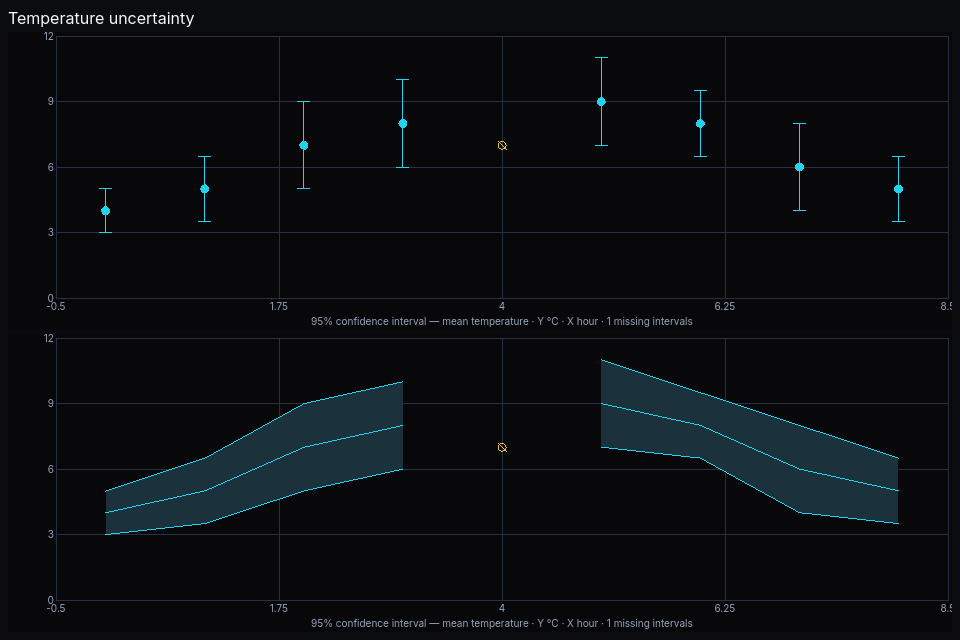 Temperature uncertainty
12
9
6
3
0
-0.5 1.75 4 6.25 8.5
95% confidence interval — mean temperature · Y °C · X hour · 1 missing intervals
12
9
6
3
0
-0.5 1.75 4 6.25 8.5
95% confidence interval — mean temperature · Y °C · X hour · 1 missing intervals